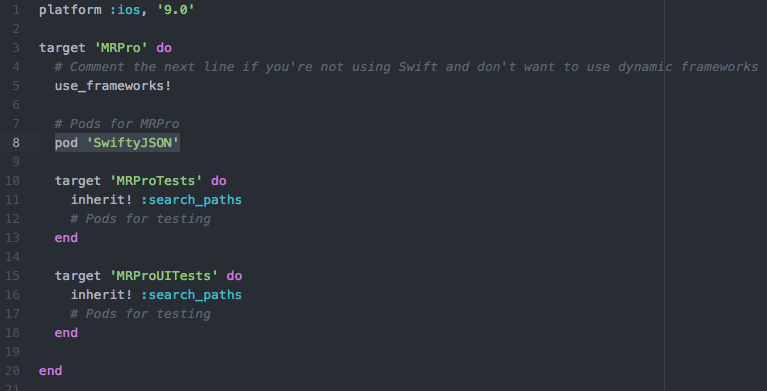 1 platform :ios, '9.0'
2
3 target 'MRPro' do
4 # Comment the next line if you're not using Swift and don't want to use dynamic frameworks
5 use_frameworks!
6
7 # Pods for MRPro
8 pod 'SwiftyJSON'
9
10 target 'MRProTests' do
11 inherit! :search_paths
12 # Pods for testing
13 end
14
15 target 'MRProUITests' do
16 inherit! :search_paths
17 # Pods for testing
18 end
19
20 end
21